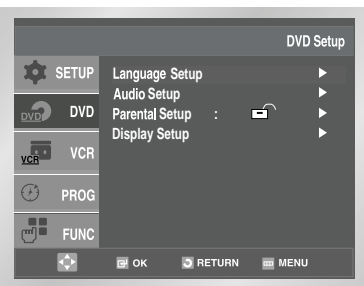 DVD Setup
SETUP
Language Setup
Audio Setup
DVD DVD
Parental Setup :
Display Setup
VCR VCR
PROG
FUNC
OK RETURN MENU